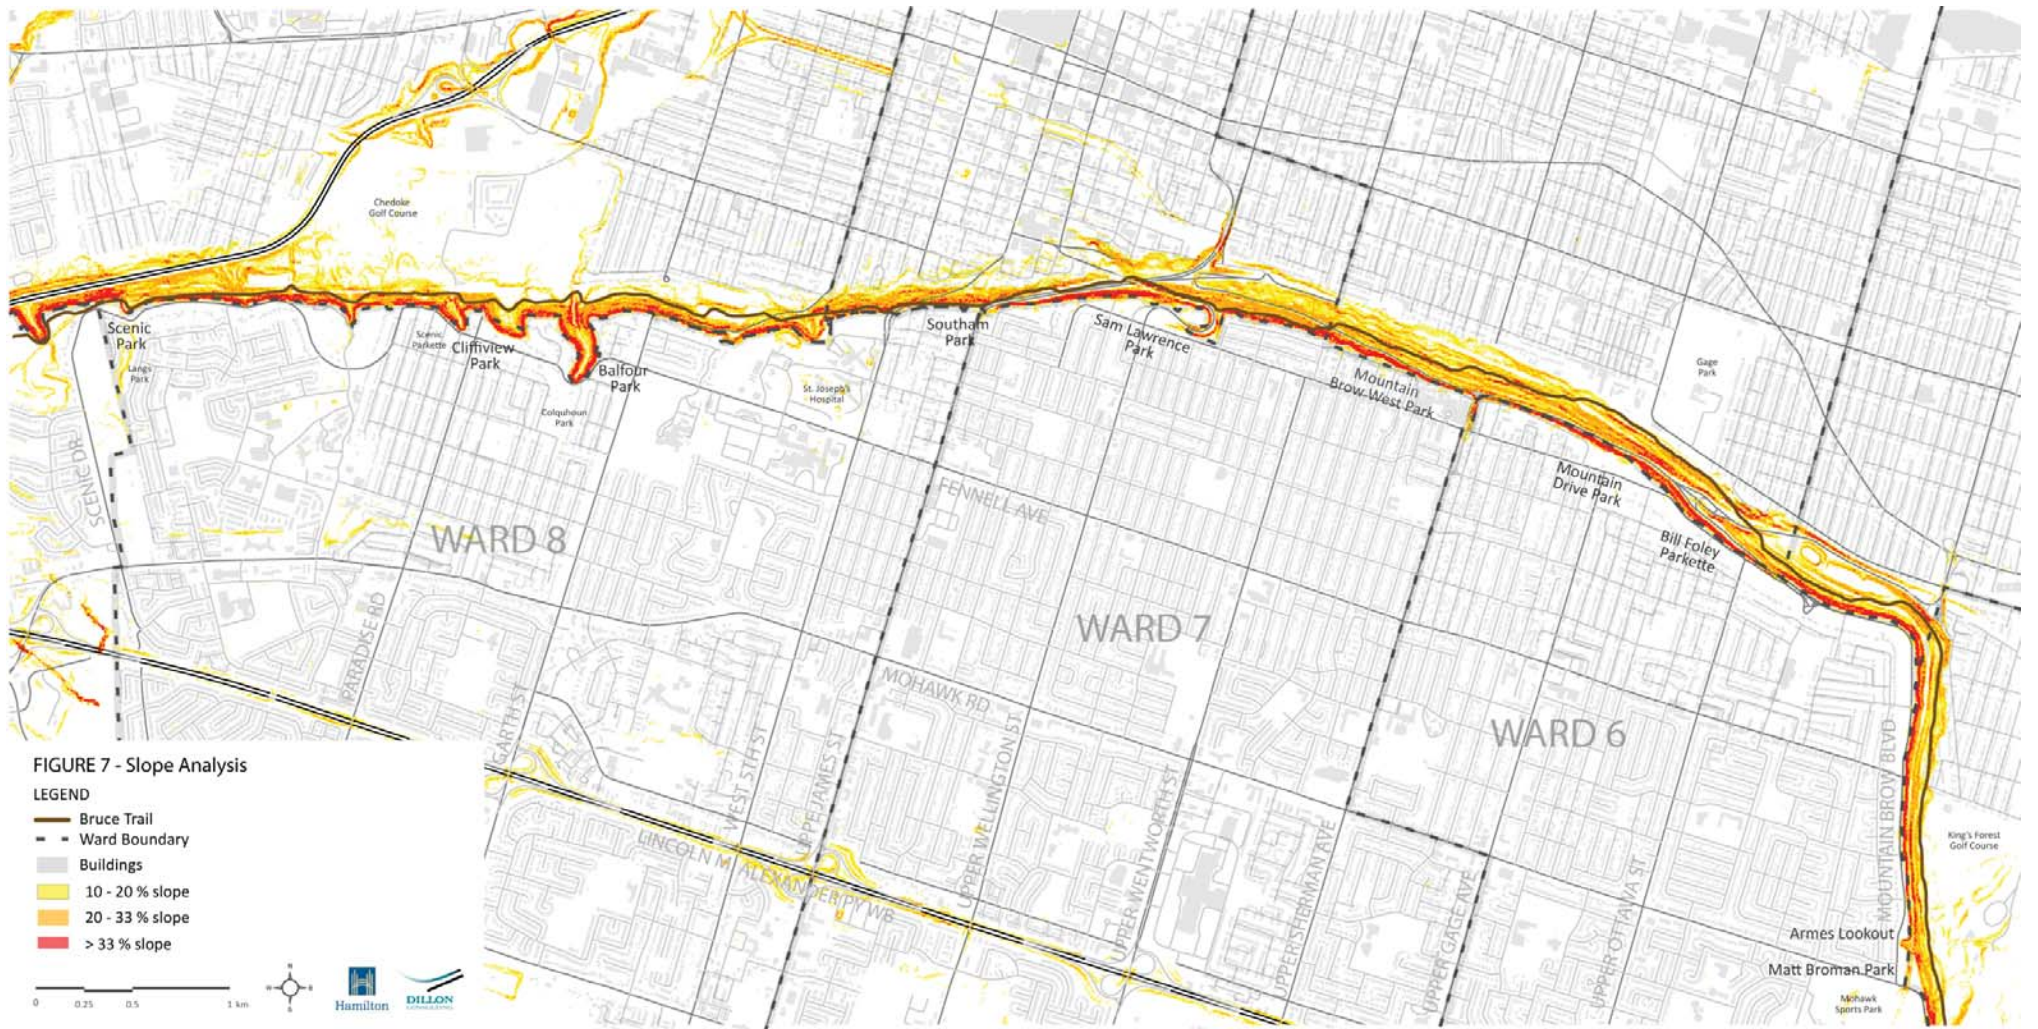 Chedoke
Golf Course
Scenic
Park
Langs
Park
Scenic
Parkette
Cliffview
Park
Balfour
Park
Colquhoun
Park
St. Joseph's
Hospital
Southam
Park
Sam Lawrence
Park
Mountain
Brow West Park
Gage
Park
Mountain
Drive Park
Bill Foley
Parkette
SCENIC DR
FENNELL AVE
WARD 8
WARD 7
WARD 6
PARADISE RD
MOHAWK RD
GARTH ST
WEST 5TH ST
UPPER JAMES ST
UPPER WELLINGTON ST
UPPER WENTWORTH ST
UPPER SHERMAN AVE
UPPER GAGE AVE
UPPER OTTAWA ST
MOUNTAIN BROW BLVD
LINCOLN M. ALEXANDER PY WB
King's Forest
Golf Course
Armes Lookout
Matt Broman Park
Mohawk
Sports Park
FIGURE 7 - Slope Analysis
LEGEND
Bruce Trail
Ward Boundary
Buildings
10 - 20 % slope
20 - 33 % slope
> 33 % slope
0 0.25 0.5 1 km
Hamilton
DILLON
CONSULTING